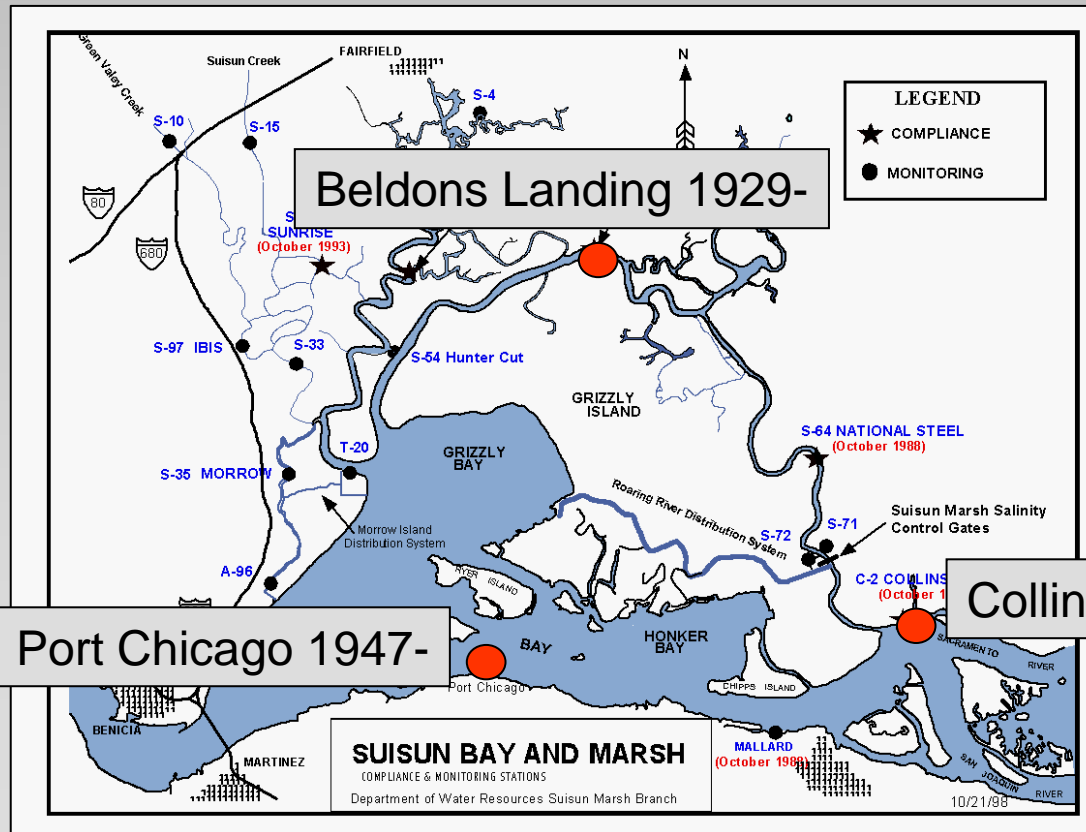 Green Valey Creek
Suisun Creek
FAIRFIELD
S-10
S-15
S-4
N
LEGEND
COMPLIANCE
MONITORING
80
680
Beldons Landing 1929-
S
SUNRISE
(October 1993)
S-97 IBIS
S-33
S-54 Hunter Cut
GRIZZLY
ISLAND
S-64 NATIONAL STEEL
(October 1988)
GRIZZLY
BAY
T-20
S-35 MORROW
Morrow Island
Distribution System
Roaring River Distribution System
S-71
S-72
Suisun Marsh Salinity
Control Gates
A-96
RYER ISLAND
C-2 COLLINS
(October 1
Collin
Port Chicago 1947-
BAY
HONKER
BAY
SACRAMENTO
RIVER
Port Chicago
CHIPPS ISLAND
BENICIA
MARTINEZ
SUISUN BAY AND MARSH
COMPLIANCE & MONITORING STATIONS
Department of Water Resources Suisun Marsh Branch
MALLARD
(October 1988)
SAN JOAQUIN
RIVER
10/21/98